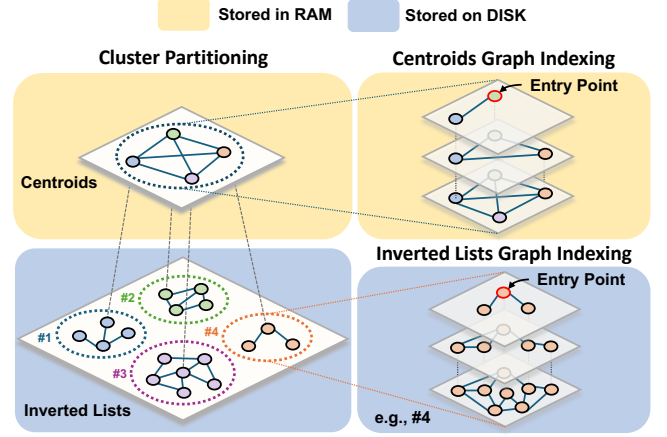 Stored in RAM
Stored on DISK
Cluster Partitioning
Centroids Graph Indexing
Entry Point
Centroids
Inverted Lists Graph Indexing
Entry Point
#2
#1
#4
#3
Inverted Lists
e.g., #4